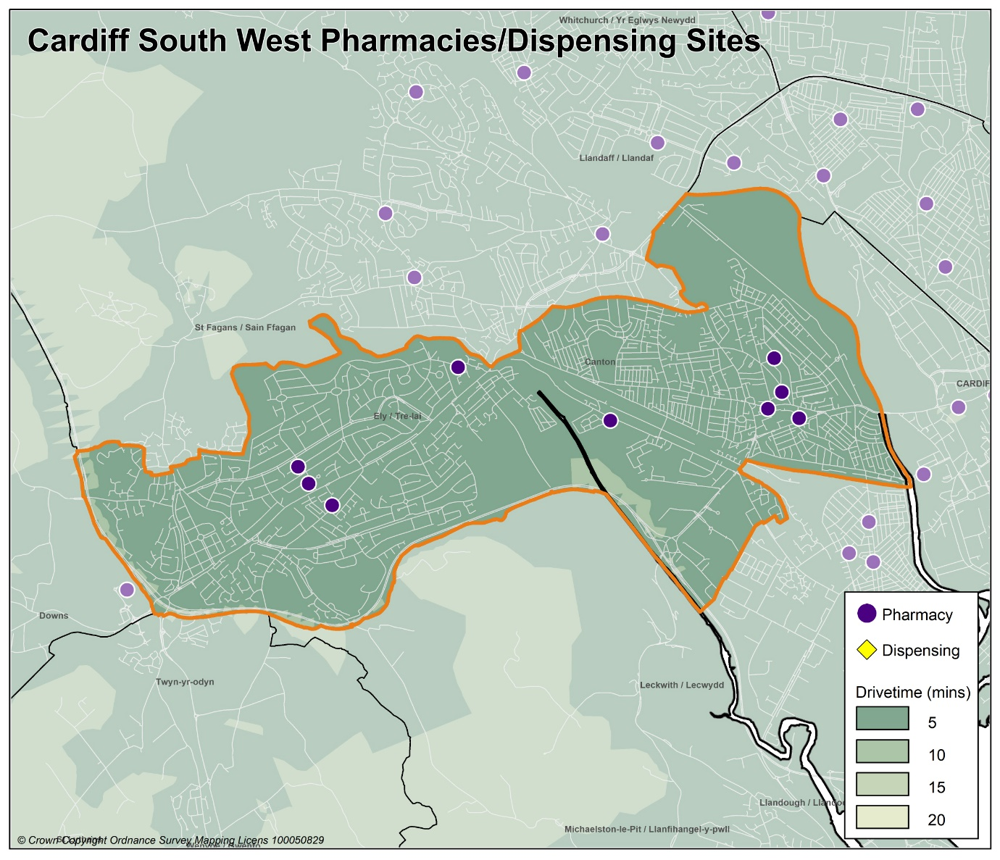 Whitchurch / Yr Eglwys Newydd
Cardiff South West Pharmacies/Dispensing Sites
Llandaff / Llandaf
St Fagans / Sain Ffagan
Canton
CARDIF
Ely / Tre-lai
Downs
Pharmacy
Dispensing
Twyn-yr-odyn
Leckwith / Lecwydd
Drivetime (mins)
5
10
15
20
Llandough / Llandoc
Michaelston-le-Pit / Llanfihangel-y-pwll
© Crown Copyright Ordnance Survey Mapping Licens 100050829
Wenvoe / Gwenfo